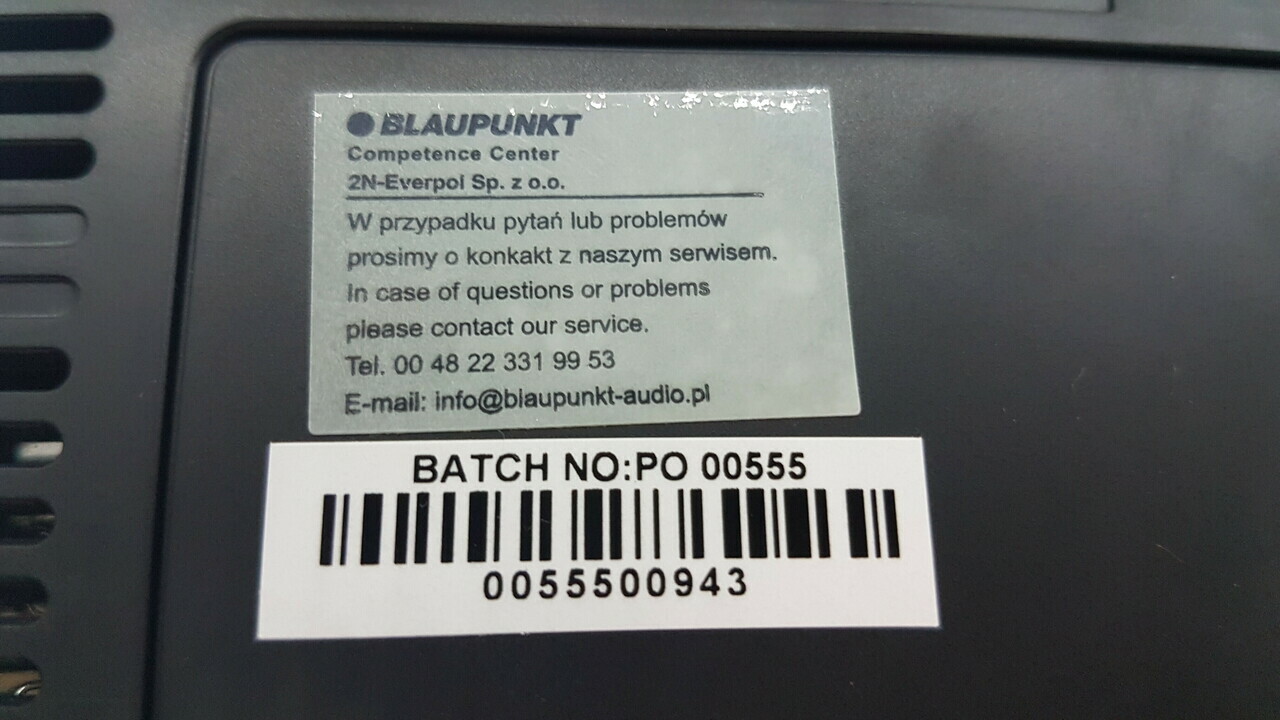 BLAUPUNKT
Competence Center
2N-Everpol Sp. z o.o.
W przypadku pytań lub problemów
prosimy o konkakt z naszym serwisem.
In case of questions or problems
please contact our service.
Tel. 00 48 22 331 99 53
E-mail: info@blaupunkt-audio.pl
BATCH NO:PO 00555
0055500943